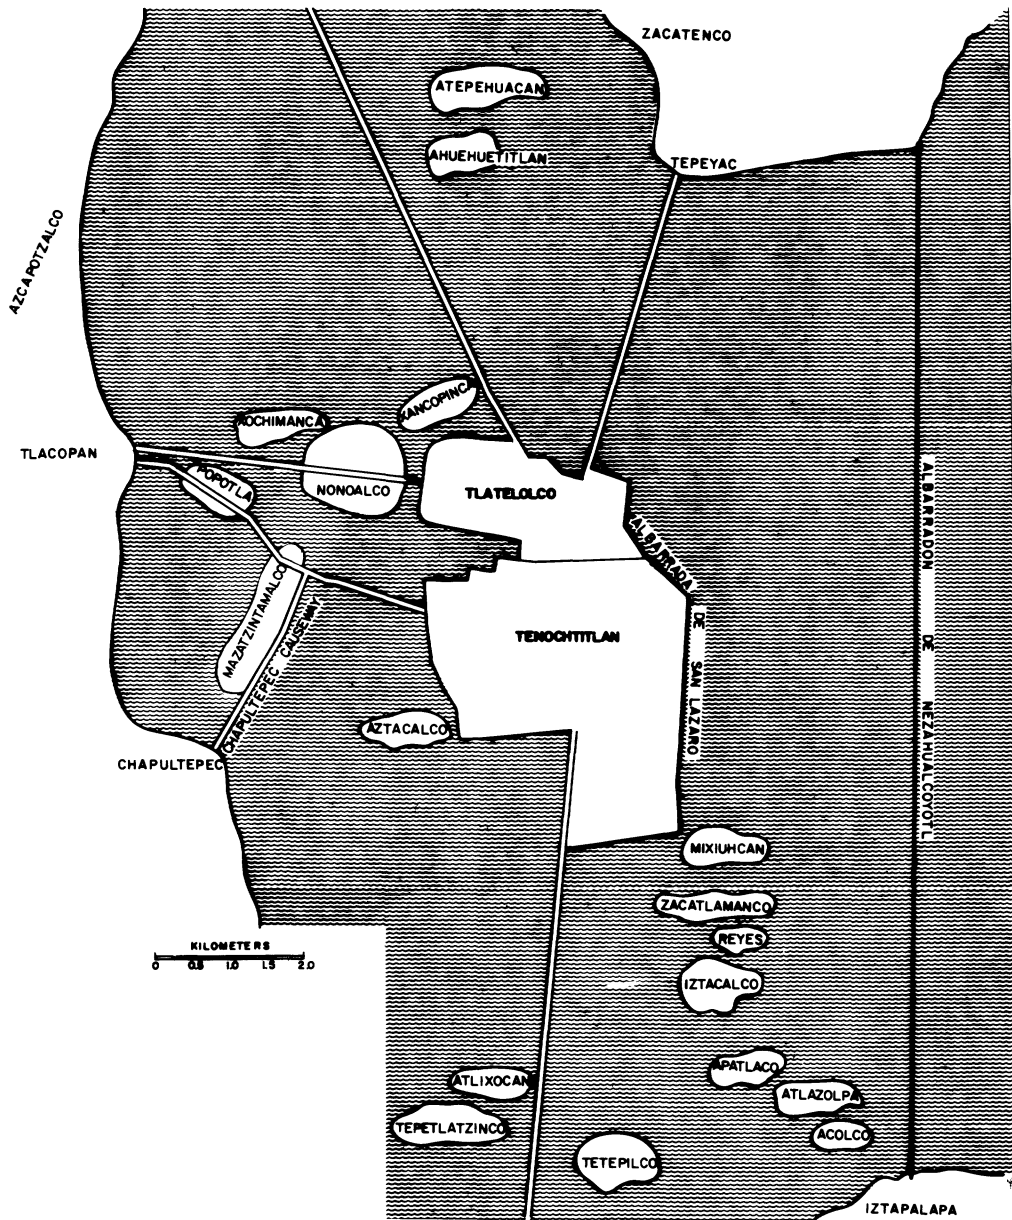 ZACATENCO
ATEPEHUACAN
AHUEHUETITLAN
TEPEYAC
AZCAPOTZALCO
XANCOPINCA
XOCHIMANCA
TLACOPAN
POPOTLA
NONOALCO
TLATELOLCO
ALBARRADA DE SAN LAZARO
ALBARRADON DE NEZAHUALCOYOTL
MAZATZINTAMALCO
CHAPULTEPEC CAUSEWAY
TENOCHTITLAN
AZTACALCO
CHAPULTEPEC
MIXIUHCAN
ZACATLAMANCO
REYES
KILOMETERS
0 0.5 1.0 1.5 2.0
IZTACALCO
APATLACO
ATLIXOCAN
ATLAZOLPA
TEPETLATZINCO
ACOLCO
TETEPILCO
IZTAPALAPA